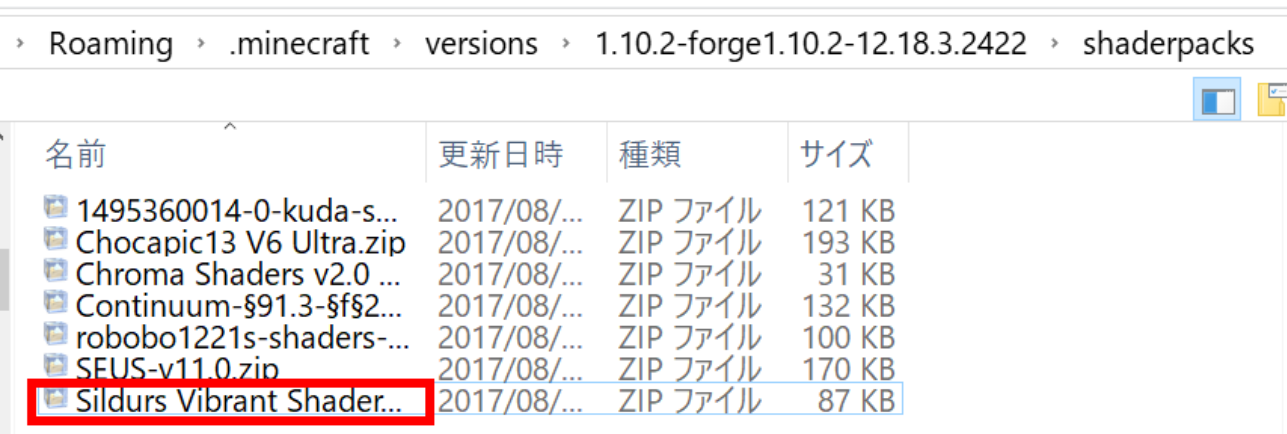 › Roaming › .minecraft › versions › 1.10.2-forge1.10.2-12.18.3.2422 › shaderpacks
名前 更新日時 種類 サイズ
1495360014-0-kuda-s... 2017/08/... ZIP ファイル 121 KB
Chocapic13 V6 Ultra.zip 2017/08/... ZIP ファイル 193 KB
Chroma Shaders v2.0 ... 2017/08/... ZIP ファイル 31 KB
Continuum-§91.3-§f§2... 2017/08/... ZIP ファイル 132 KB
robobo1221s-shaders-... 2017/08/... ZIP ファイル 100 KB
SEUS-v11.0.zip 2017/08/... ZIP ファイル 170 KB
Sildurs Vibrant Shader... 2017/08/... ZIP ファイル 87 KB